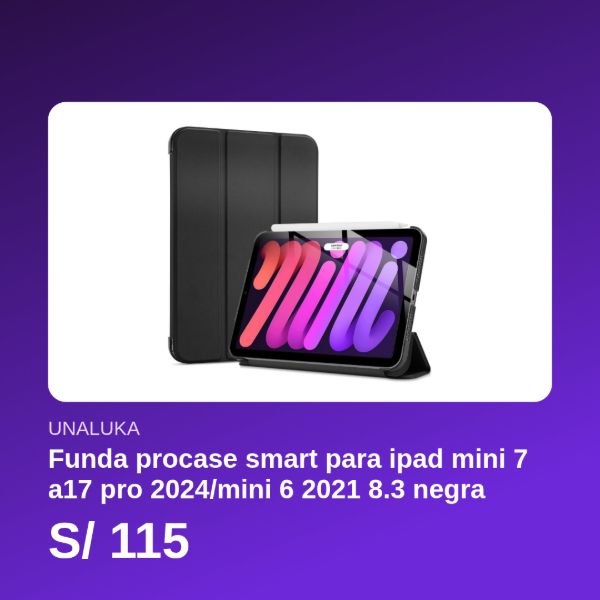 UNALUKA
Funda procase smart para ipad mini 7
a17 pro 2024/mini 6 2021 8.3 negra
S/ 115